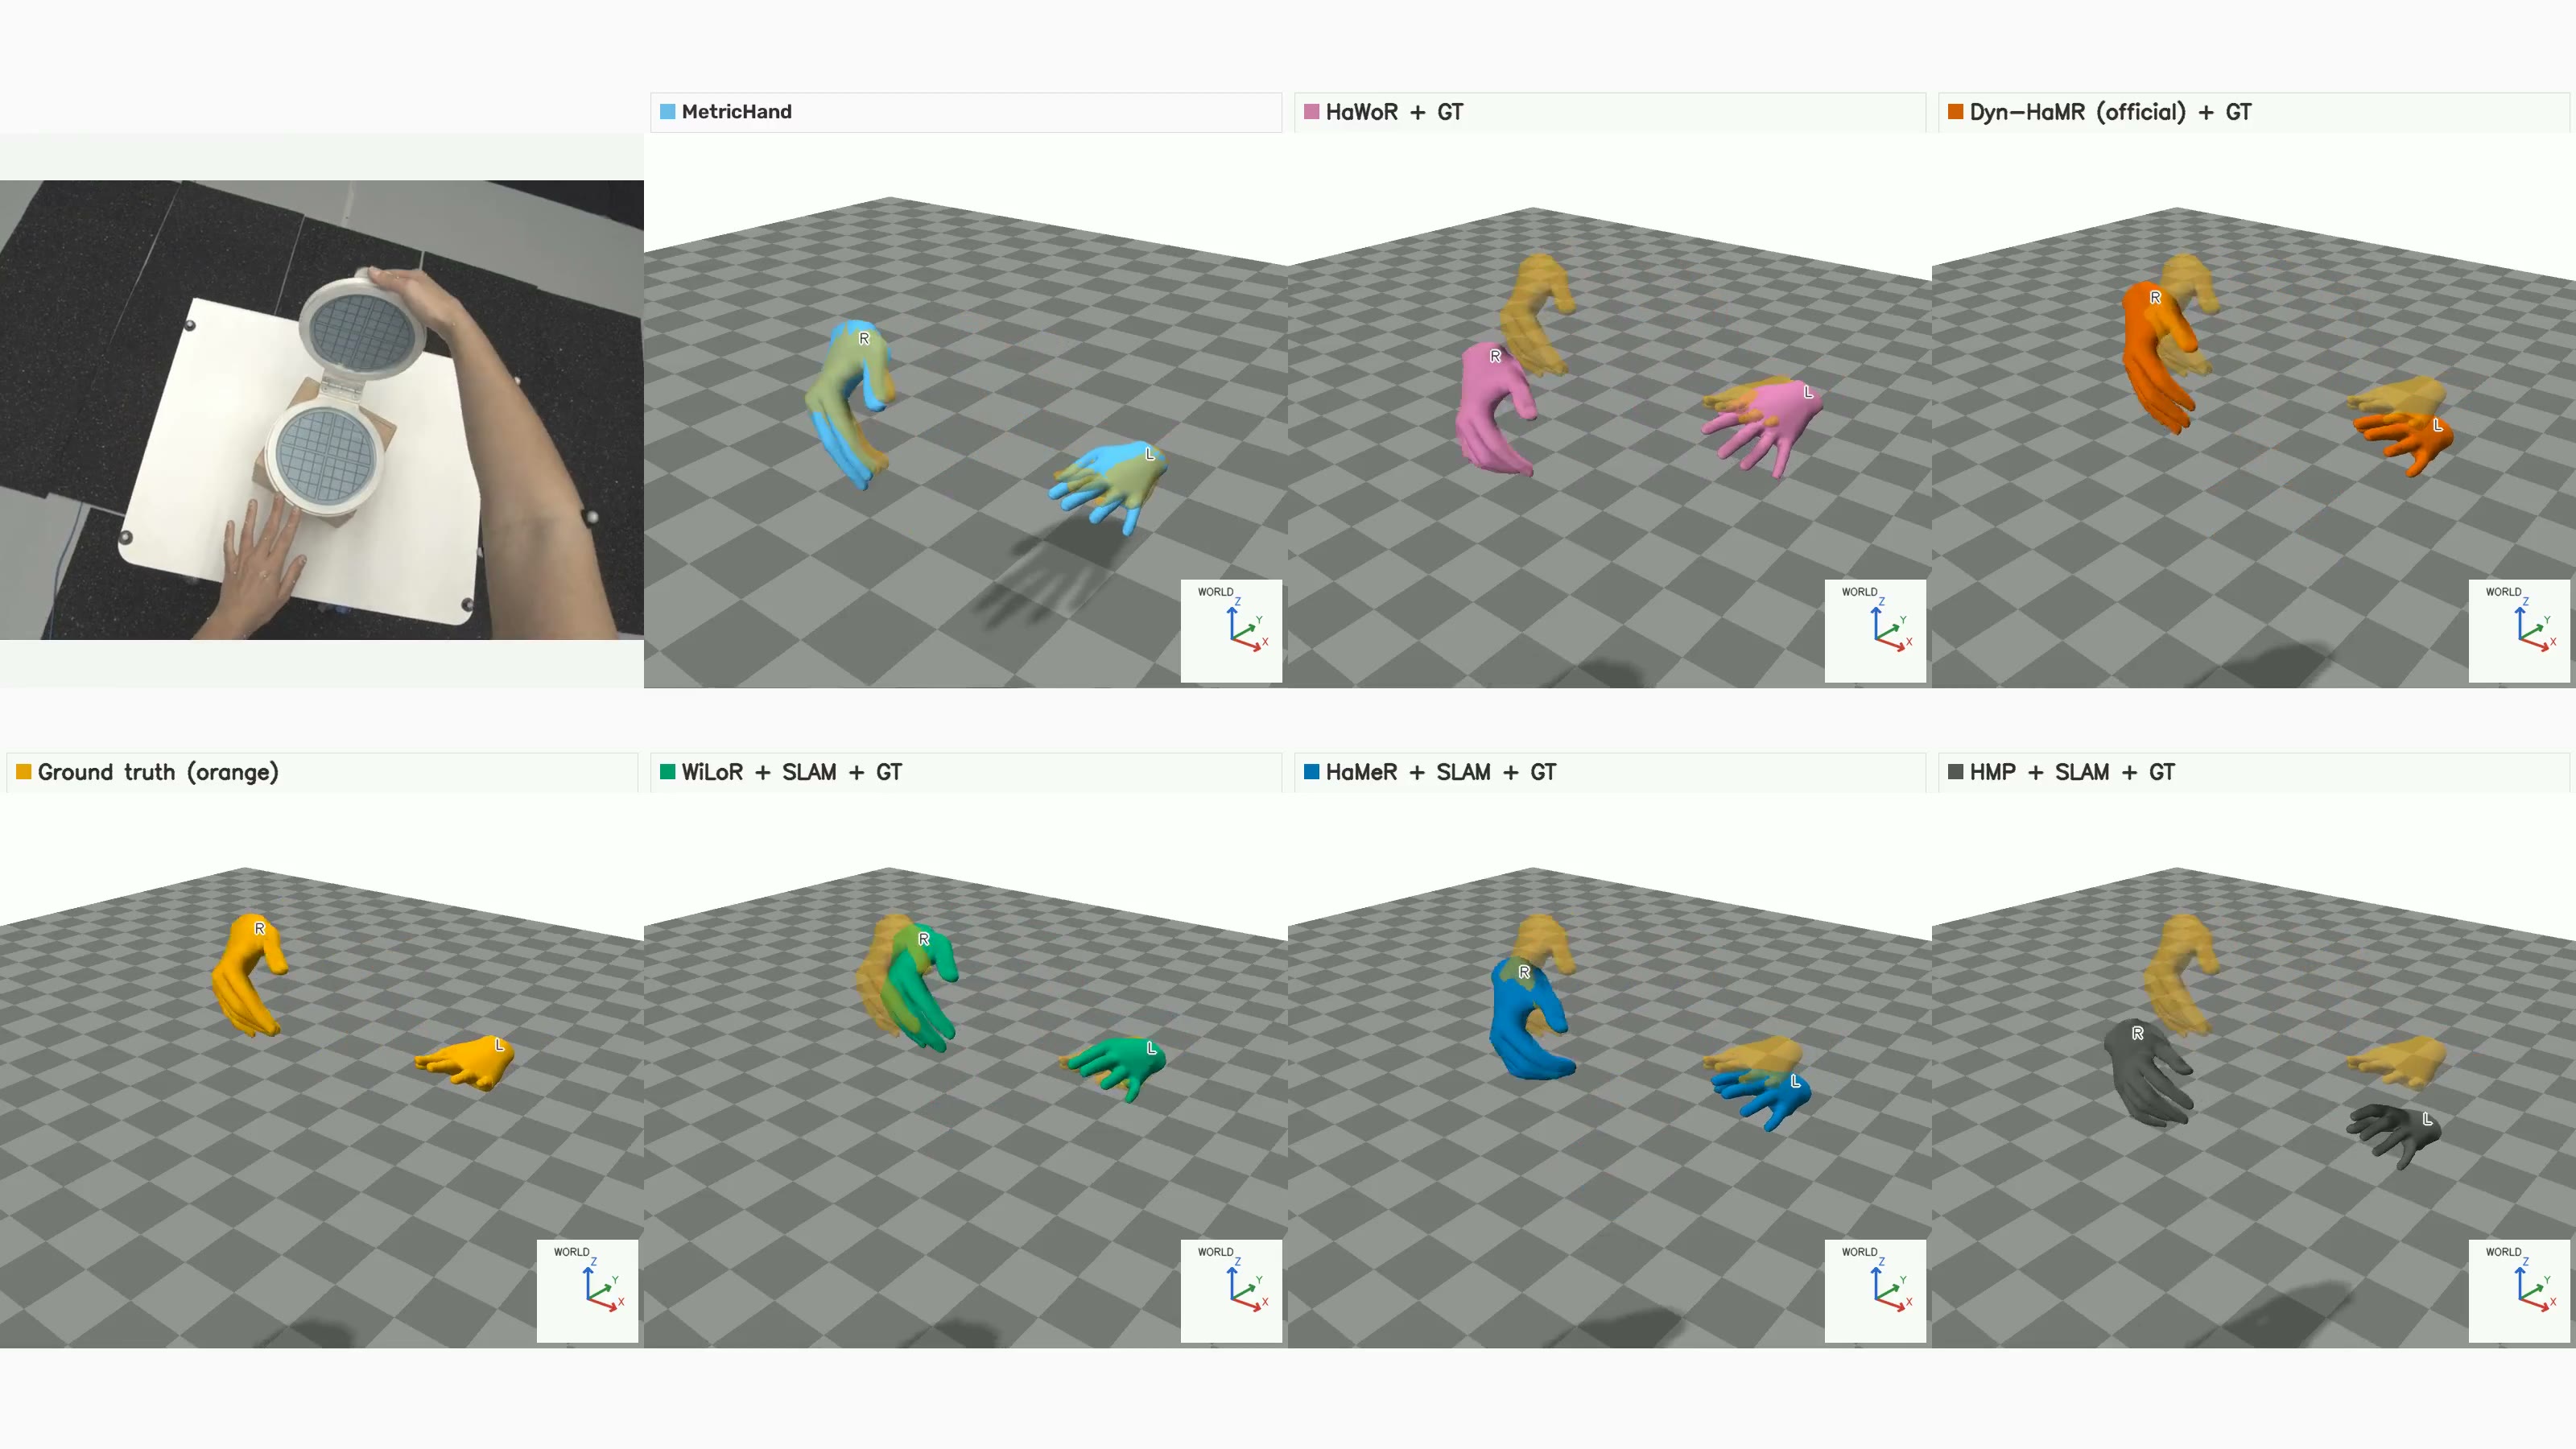 MetricHand
HaWoR + GT
Dyn-HaMR (official) + GT
R
L
WORLD
Z
Y
X
R
L
WORLD
Z
Y
X
R
L
WORLD
Z
Y
X
Ground truth (orange)
WiLoR + SLAM + GT
HaMeR + SLAM + GT
HMP + SLAM + GT
R
L
WORLD
Z
Y
X
R
L
WORLD
Z
Y
X
R
L
WORLD
Z
Y
X
R
L
WORLD
Z
Y
X